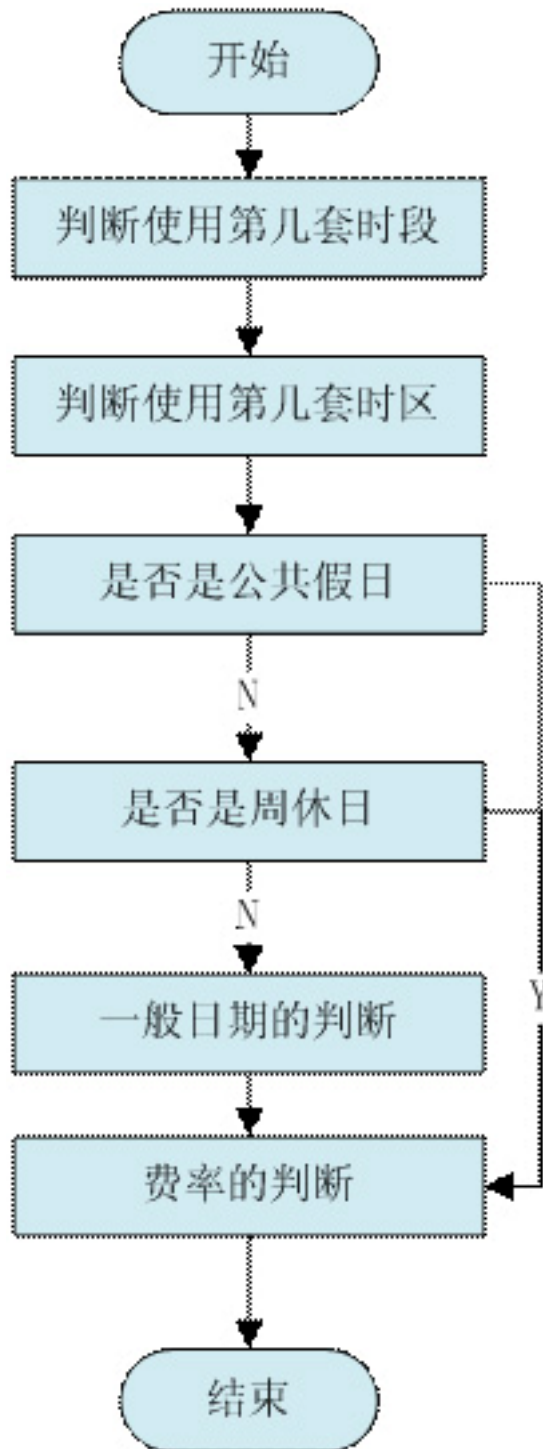 开始
判断使用第几套时段
判断使用第几套时区
是否是公共假日
N
是否是周休日
N
一般日期的判断
Y
费率的判断
结束